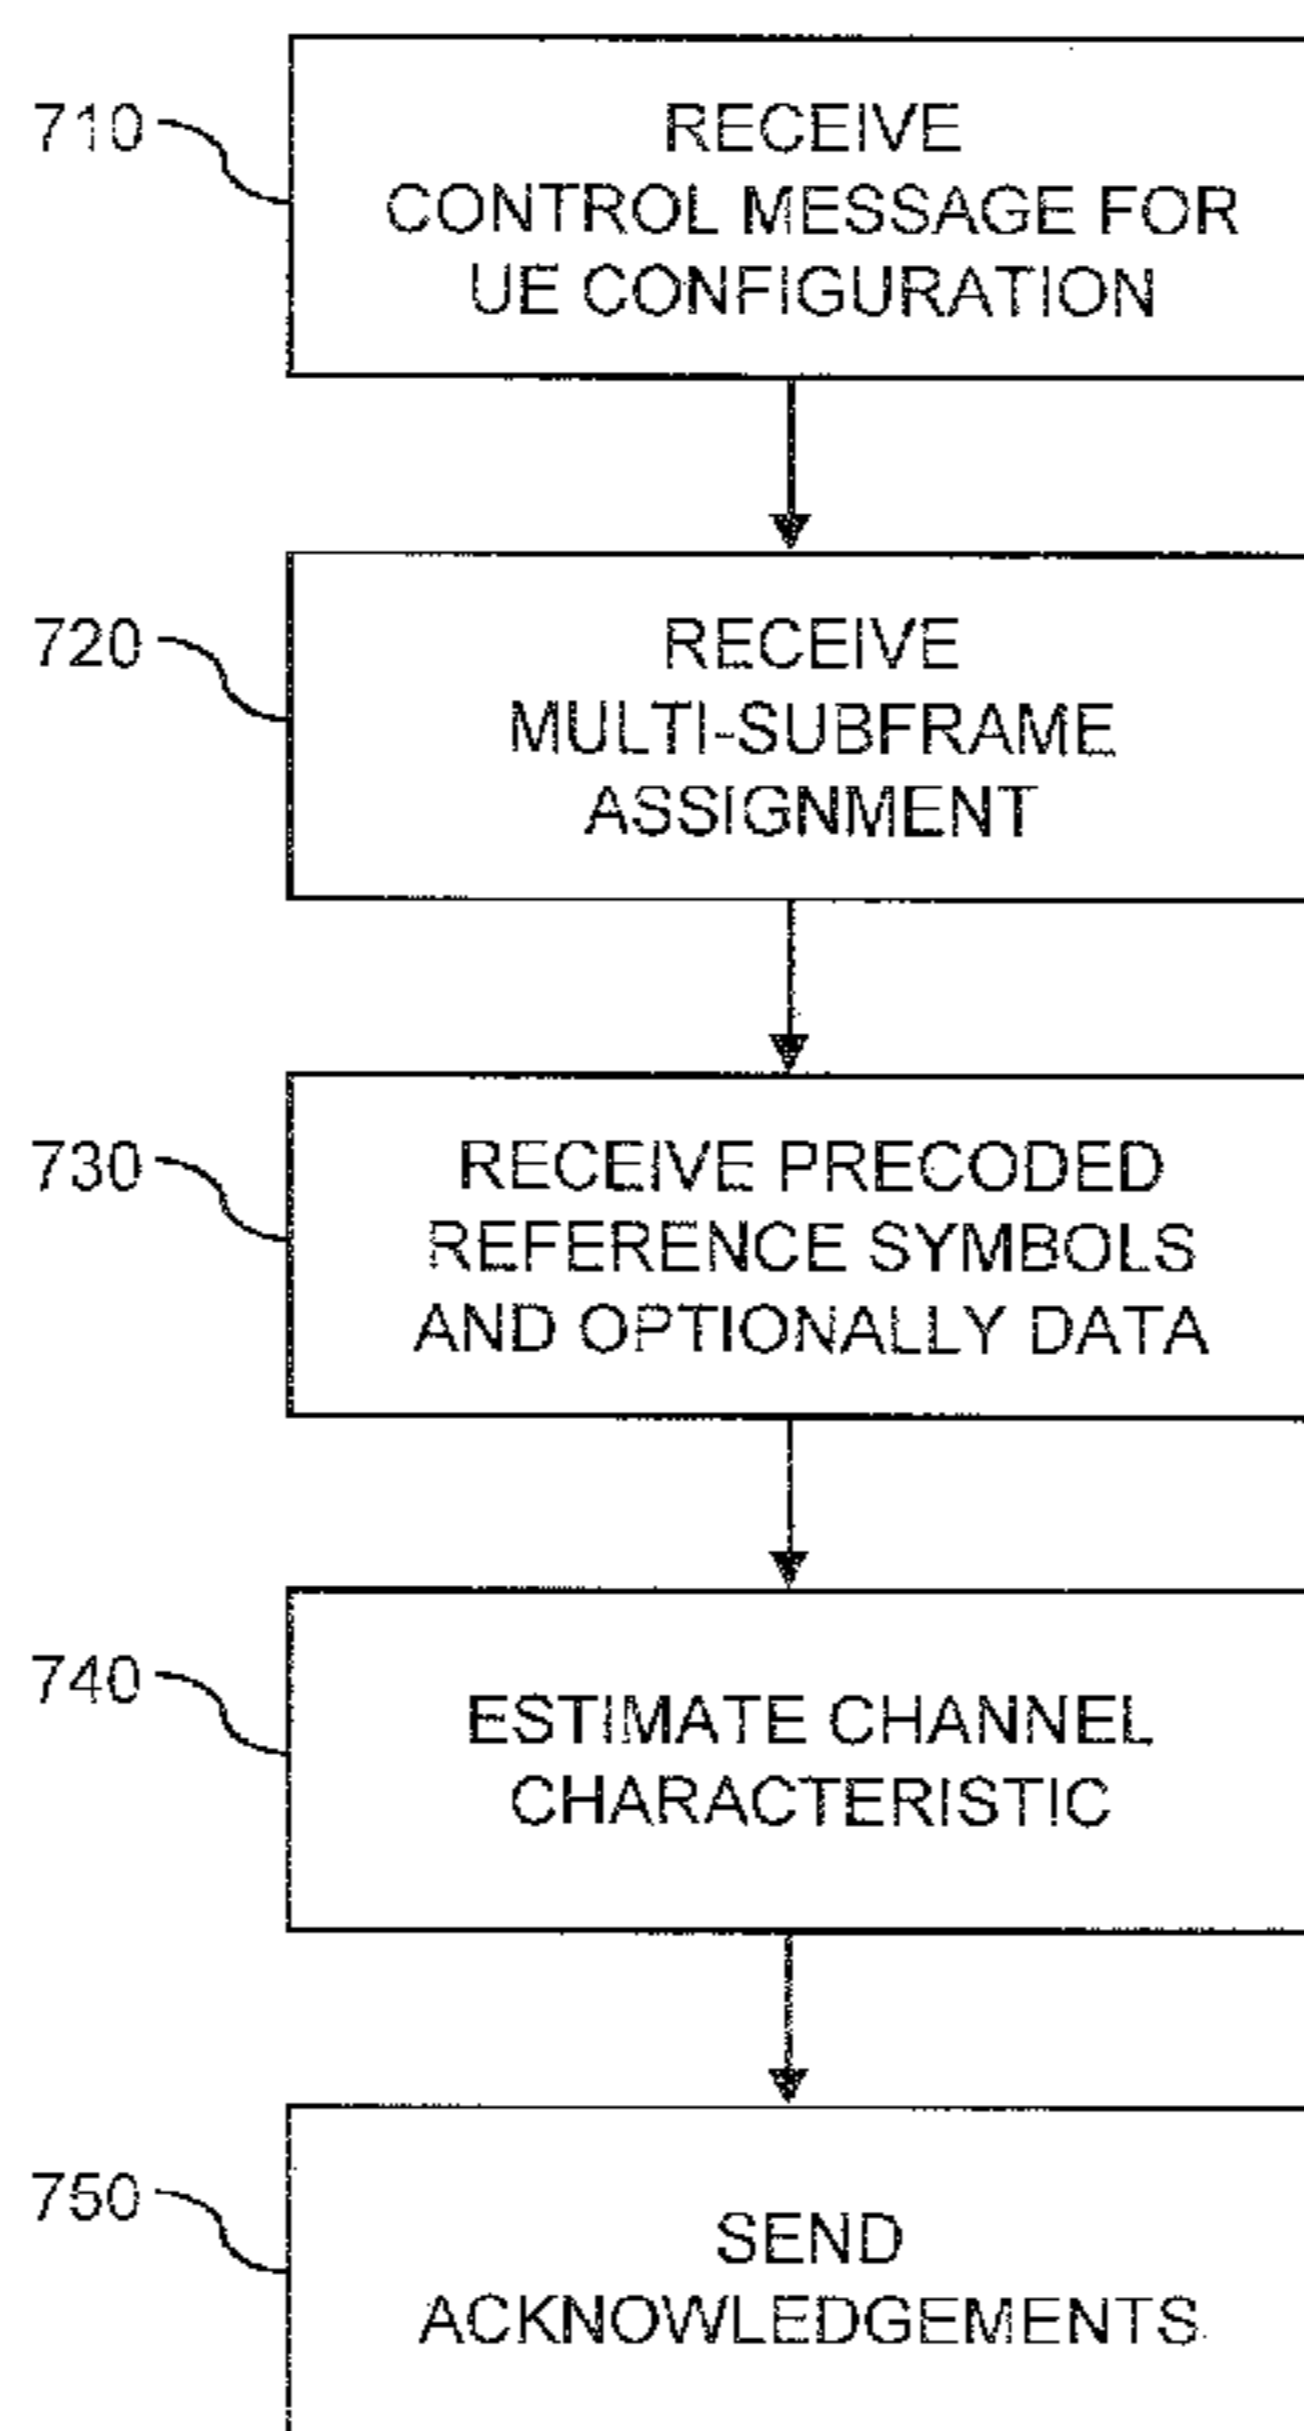 710
RECEIVE
CONTROL MESSAGE FOR
UE CONFIGURATION
720
RECEIVE
MULTI-SUBFRAME
ASSIGNMENT
730
RECEIVE PRECODED
REFERENCE SYMBOLS
AND OPTIONALLY DATA
740
ESTIMATE CHANNEL
CHARACTERISTIC
750
SEND
ACKNOWLEDGEMENTS